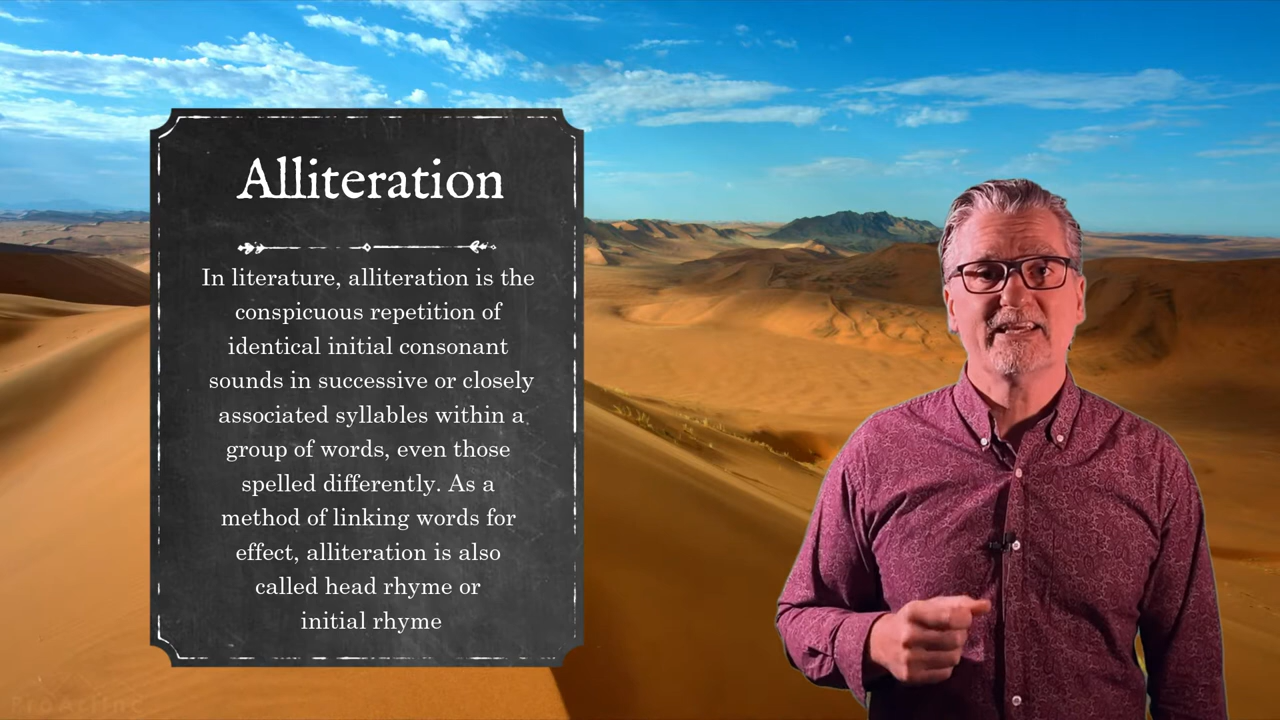 Alliteration
In literature, alliteration is the
conspicuous repetition of
identical initial consonant
sounds in successive or closely
associated syllables within a
group of words, even those
spelled differently. As a
method of linking words for
effect, alliteration is also
called head rhyme or
initial rhyme
ProArtInc